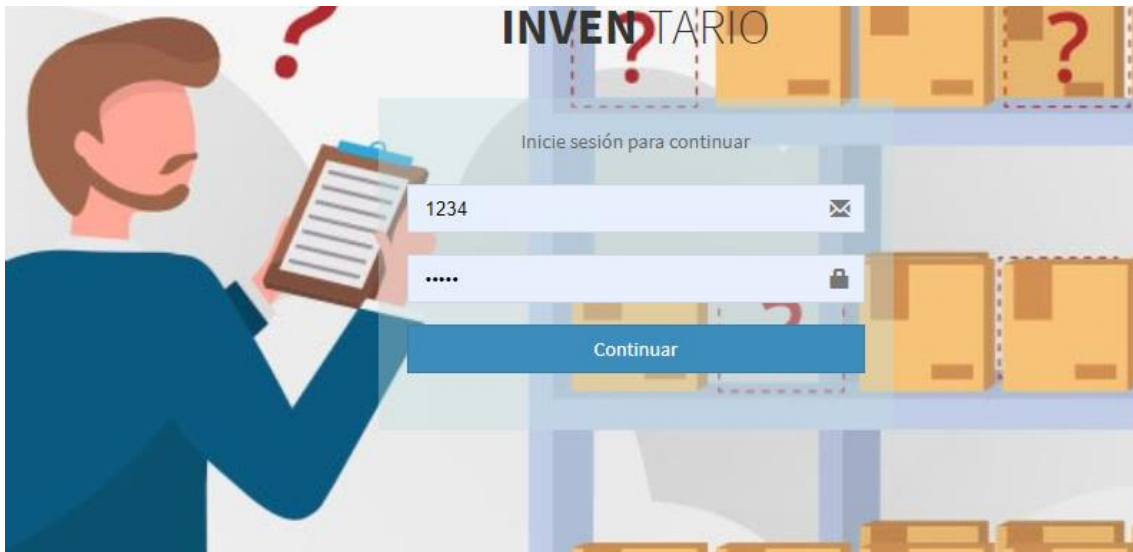 INVENTARIO
Inicie sesión para continuar
1234
•••••
Continuar